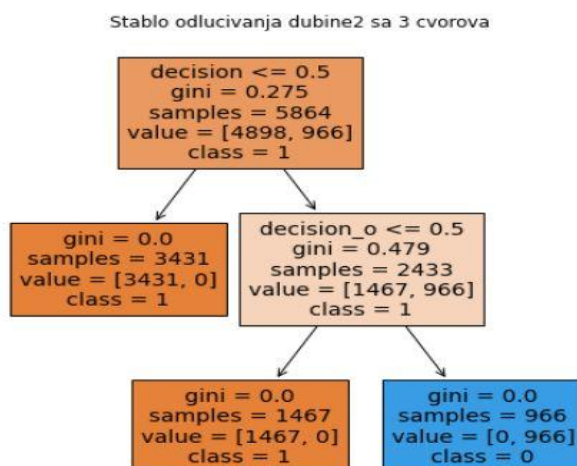 Stablo odlucivanja dubine2 sa 3 cvorova
decision <= 0.5
gini = 0.275
samples = 5864
value = [4898, 966]
class = 1
gini = 0.0
samples = 3431
value = [3431, 0]
class = 1
decision_o <= 0.5
gini = 0.479
samples = 2433
value = [1467, 966]
class = 1
gini = 0.0
samples = 1467
value = [1467, 0]
class = 1
gini = 0.0
samples = 966
value = [0, 966]
class = 0